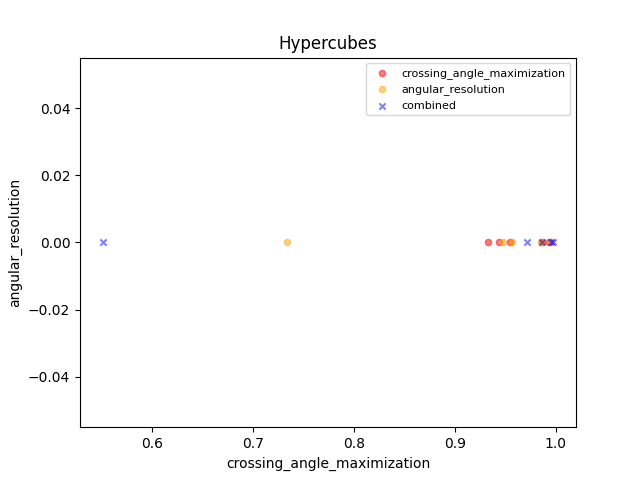 Hypercubes
crossing_angle_maximization
angular_resolution
combined
0.04
0.02
0.00
−0.02
−0.04
angular_resolution
0.6
0.7
0.8
0.9
1.0
crossing_angle_maximization